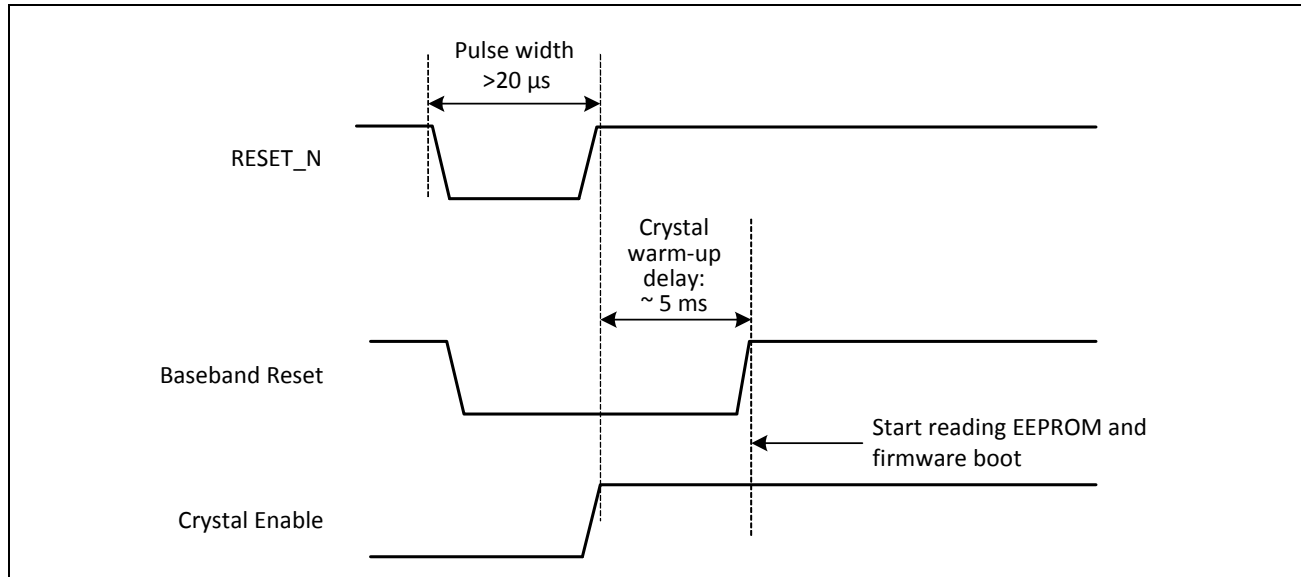 Pulse width
>20 µs
RESET_N
Crystal
warm-up
delay:
~ 5 ms
Baseband Reset
Start reading EEPROM and
firmware boot
Crystal Enable